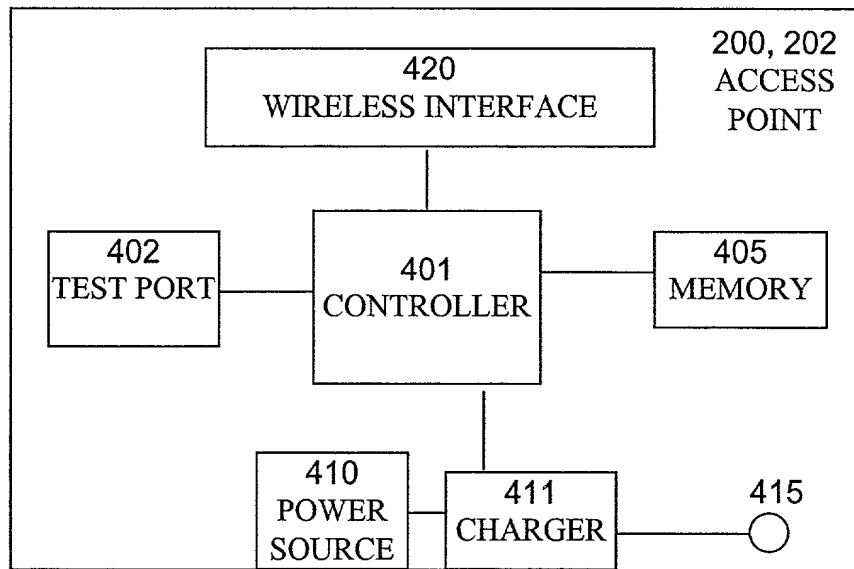 200, 202
ACCESS
POINT
420
WIRELESS INTERFACE
402
TEST PORT
401
CONTROLLER
405
MEMORY
410
POWER
SOURCE
411
CHARGER
415